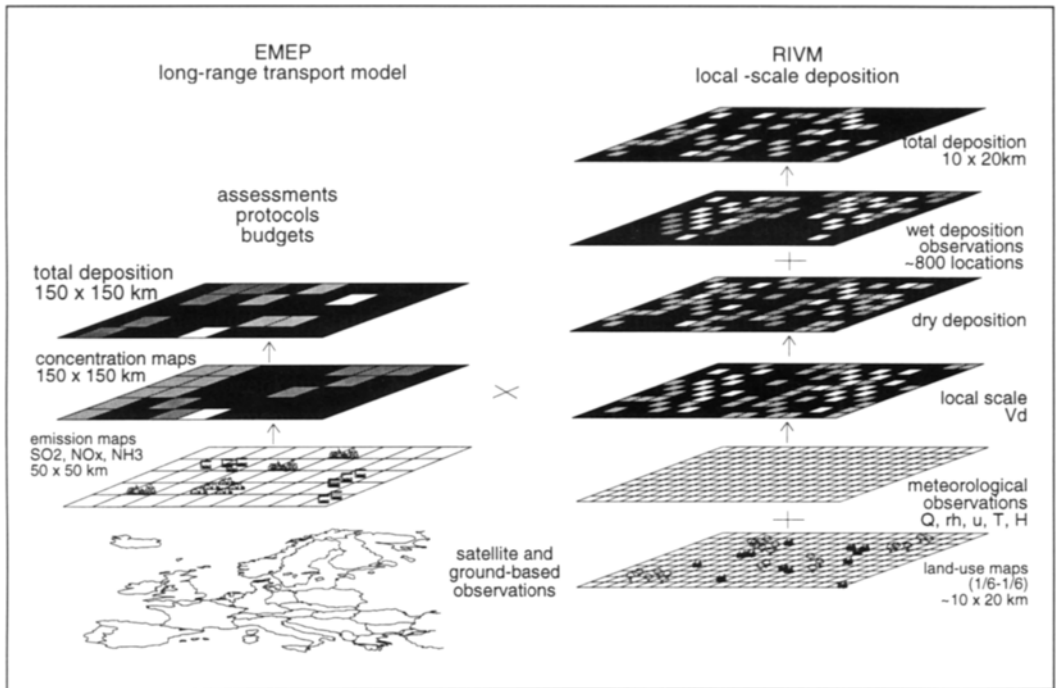 EMEP
long-range transport model
assessments
protocols
budgets
total deposition
150 x 150 km
concentration maps
150 x 150 km
emission maps
SO2, NOx, NH3
50 x 50 km
satellite and
ground-based
observations
RIVM
local -scale deposition
total deposition
10 x 20km
wet deposition
observations
~800 locations
dry deposition
local scale
Vd
meteorological
observations
Q, rh, u, T, H
land-use maps
(1/6-1/6)
~10 x 20 km